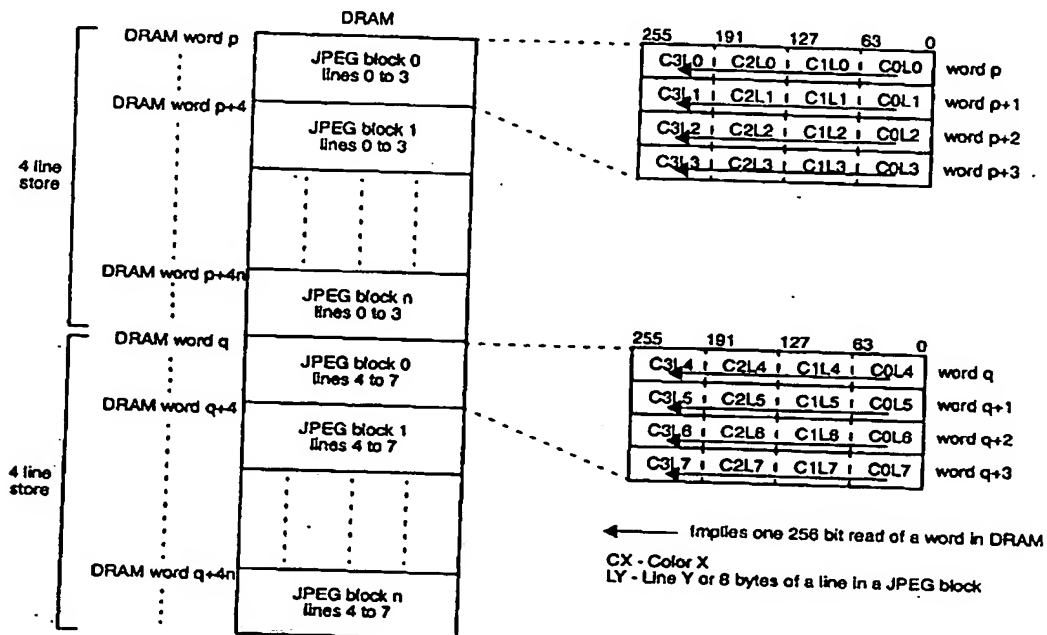 DRAM
DRAM word p
JPEG block 0
lines 0 to 3
DRAM word p+4
JPEG block 1
lines 0 to 3
4 line
store
DRAM word p+4n
JPEG block n
lines 0 to 3
DRAM word q
JPEG block 0
lines 4 to 7
DRAM word q+4
JPEG block 1
lines 4 to 7
4 line
store
DRAM word q+4n
JPEG block n
lines 4 to 7
255 191 127 63 0
C3L0 C2L0 C1L0 C0L0 word p
C3L1 C2L1 C1L1 C0L1 word p+1
C3L2 C2L2 C1L2 C0L2 word p+2
C3L3 C2L3 C1L3 C0L3 word p+3
255 191 127 63 0
C3L4 C2L4 C1L4 C0L4 word q
C3L5 C2L5 C1L5 C0L5 word q+1
C3L6 C2L6 C1L6 C0L6 word q+2
C3L7 C2L7 C1L7 C0L7 word q+3
Implies one 256 bit read of a word in DRAM
CX - Color X
LY - Line Y or 8 bytes of a line in a JPEG block